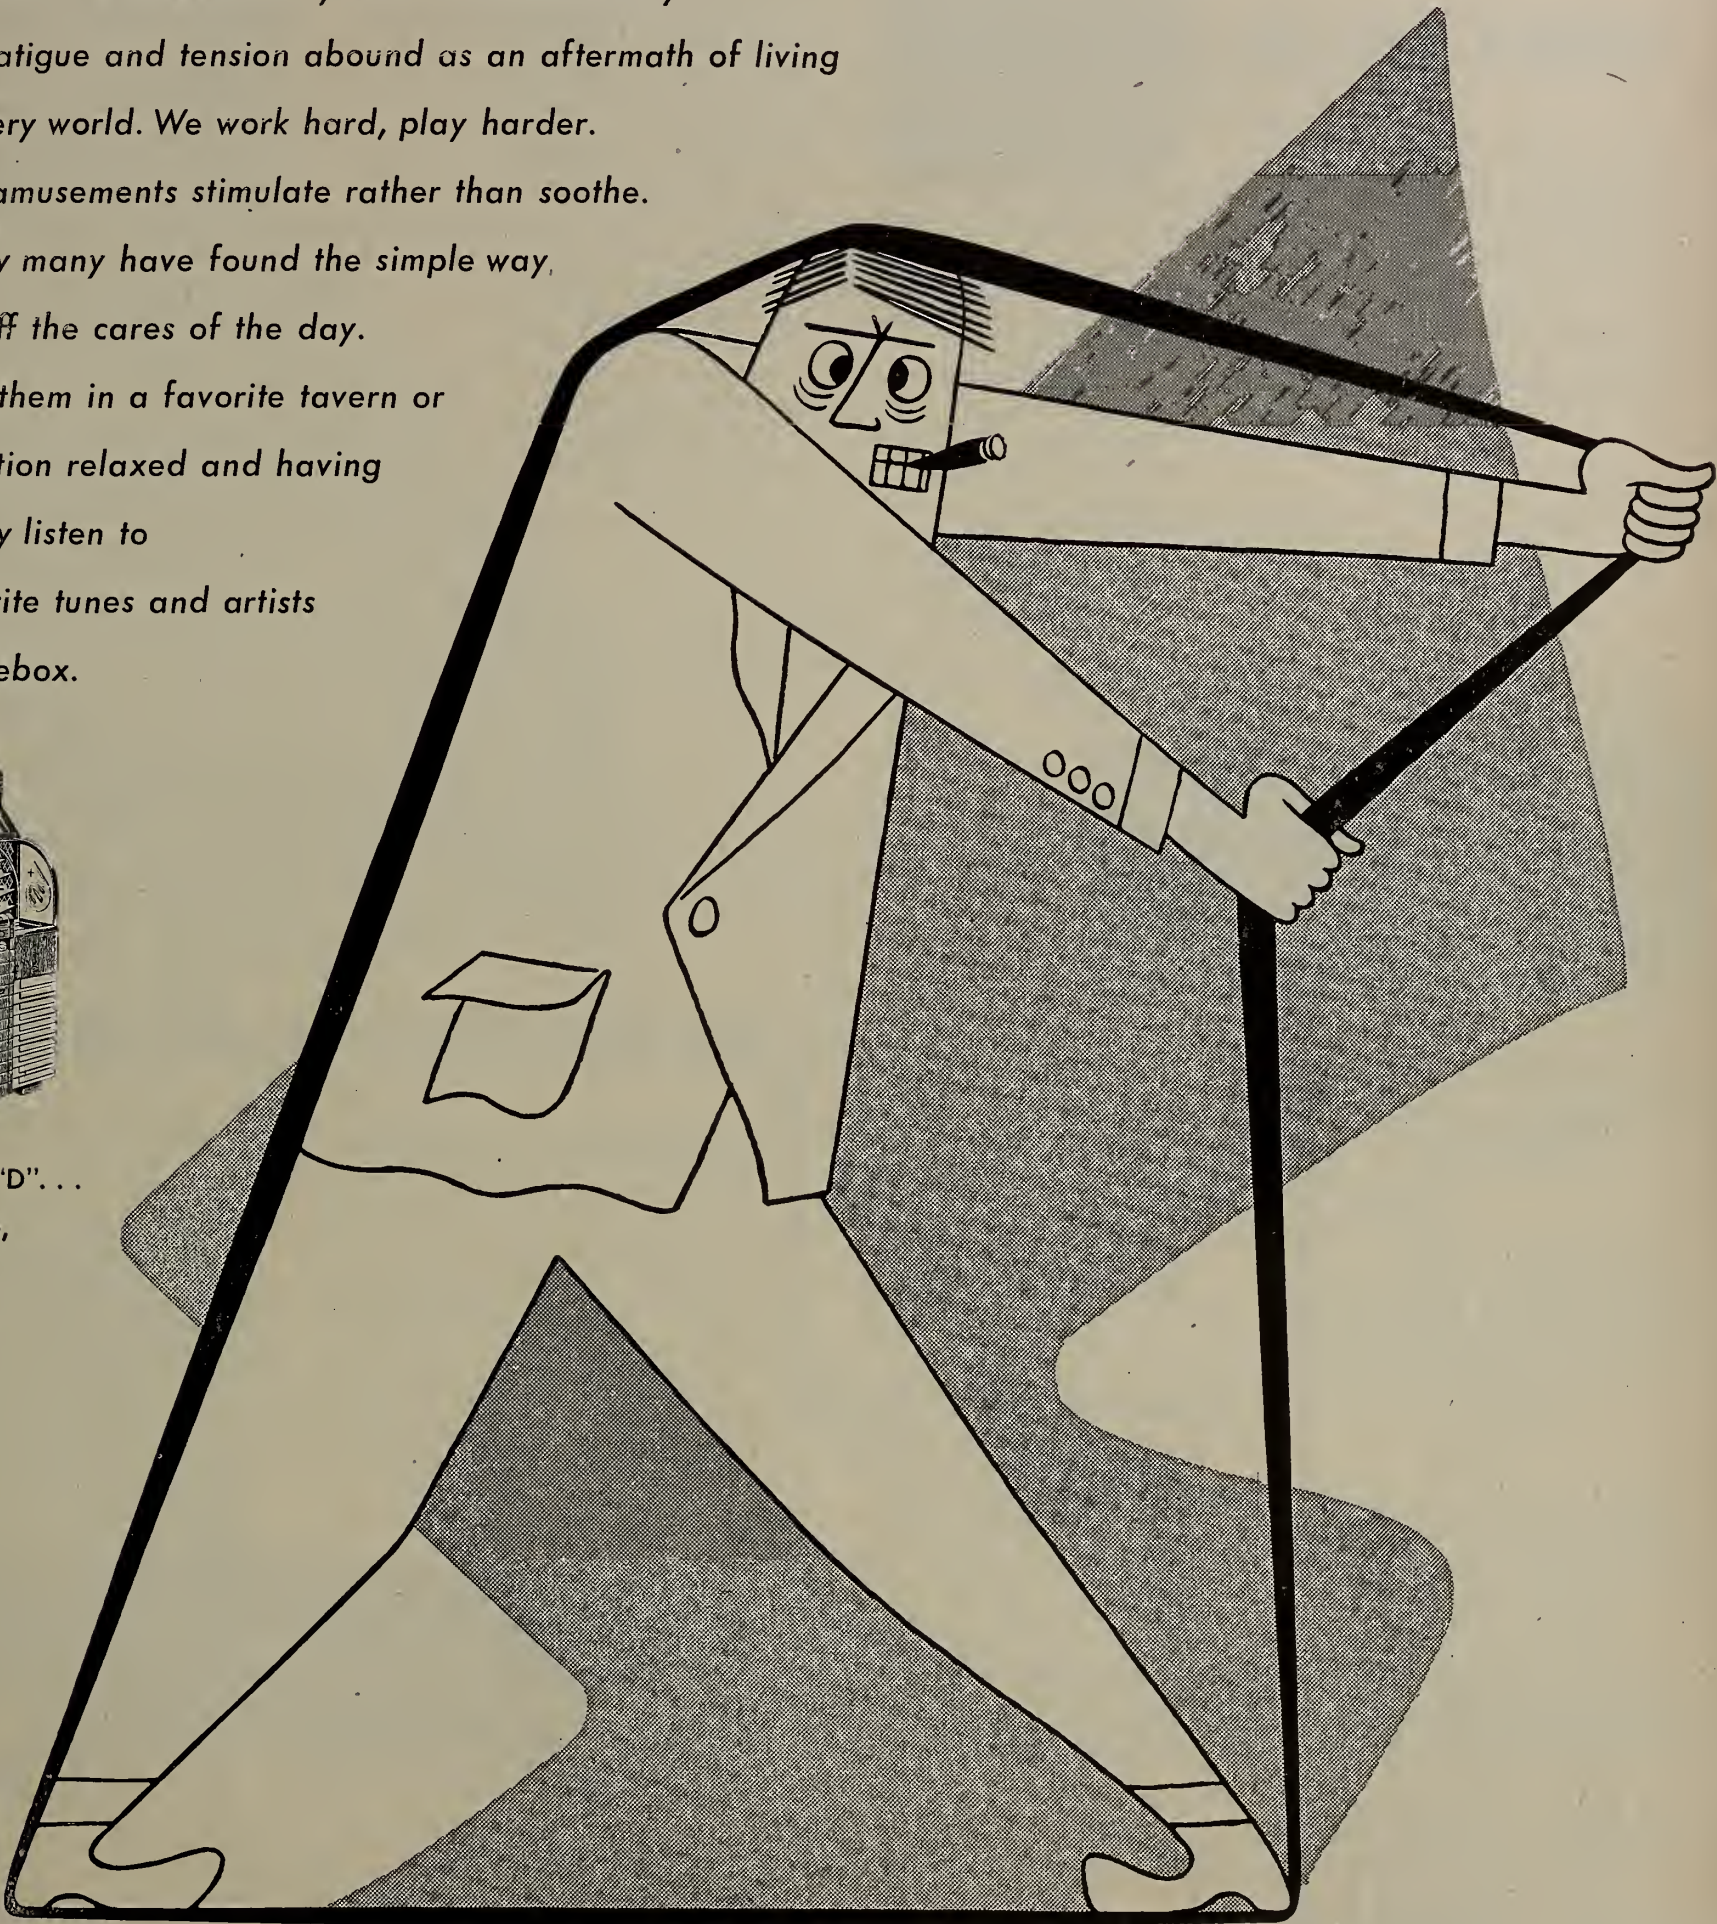 atigue and tension abound as an aftermath of living
ery world. We work hard, play harder.
amusements stimulate rather than soothe.
y many have found the simple way
ff the cares of the day.
them in a favorite tavern or
tion relaxed and having
y listen to
ite tunes and artists
ebox.
"D"...